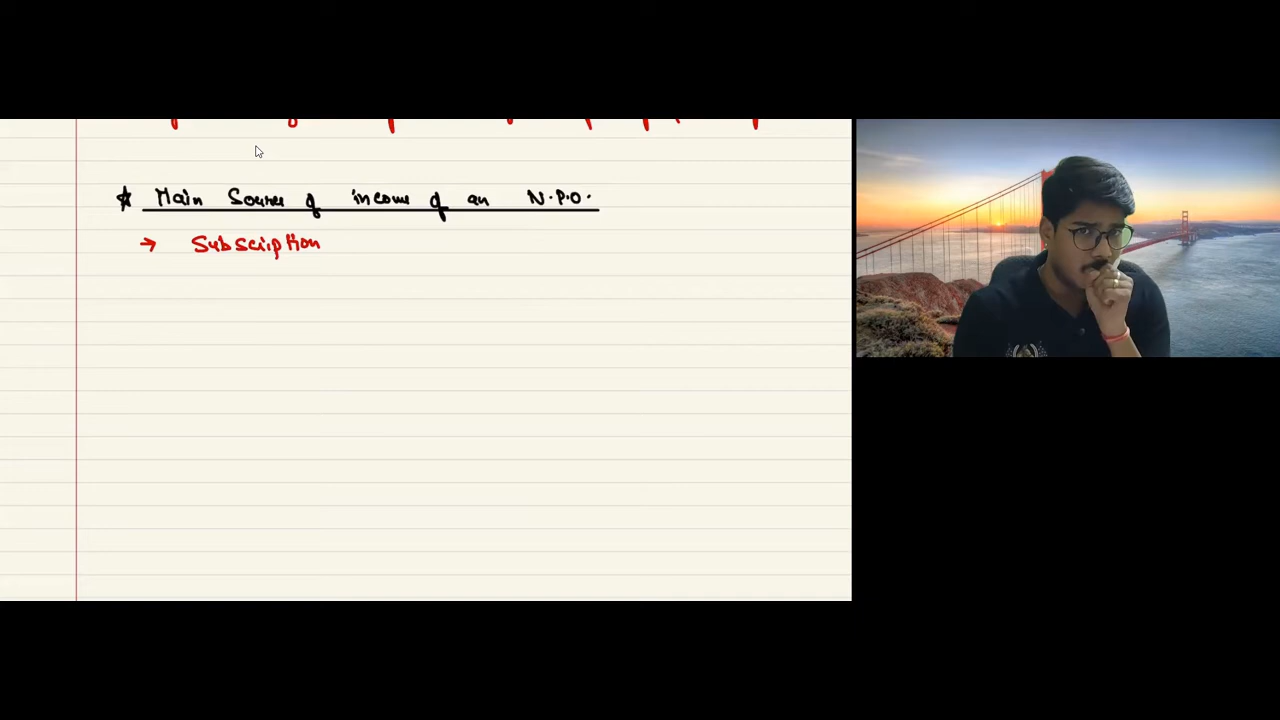 ★ Main Source of income of an N.P.O.
→ Subscription